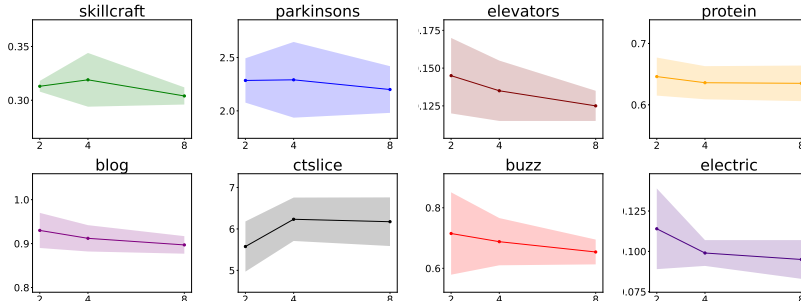 skillcraft
0.35
0.30
2 4 8
parkinsons
2.5
2.0
2 4 8
elevators
.175
.150
.125
2 4 8
protein
0.7
0.6
2 4 8
blog
1.0
0.9
0.8
2 4 8
ctslice
7
6
5
2 4 8
buzz
0.8
0.6
2 4 8
electric
.125
0.100
.075
2 4 8